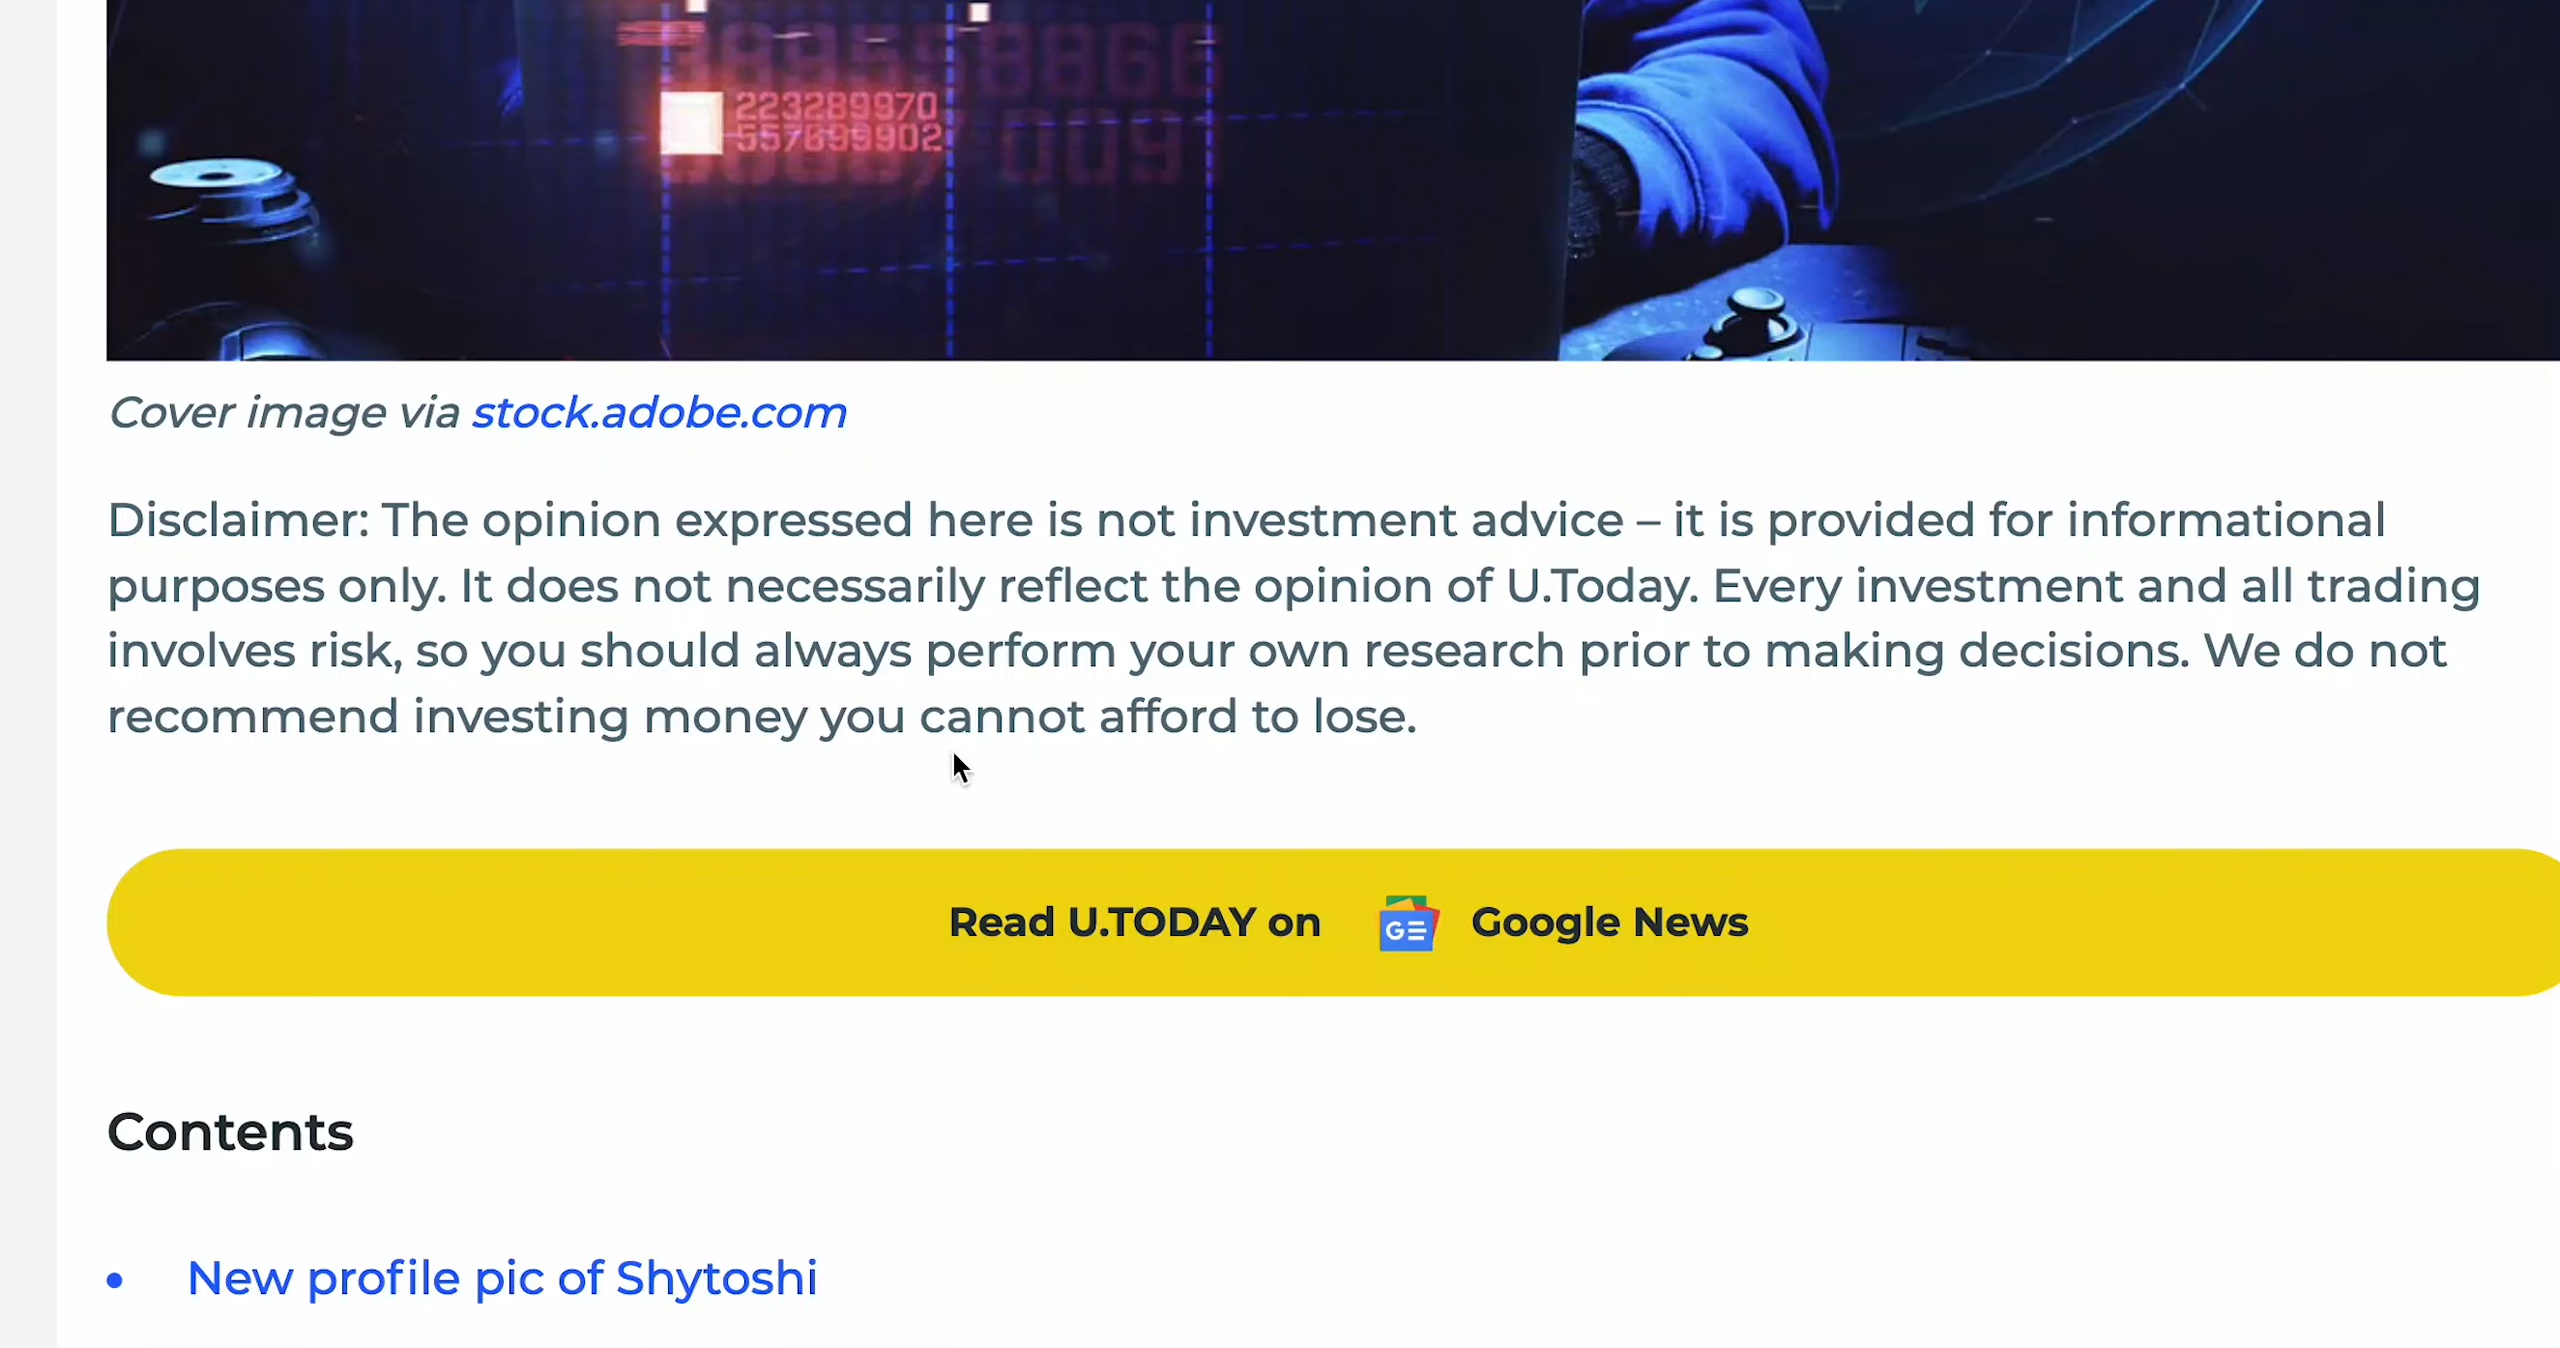 223289970
557699902
Cover image via stock.adobe.com
Disclaimer: The opinion expressed here is not investment advice – it is provided for informational
purposes only. It does not necessarily reflect the opinion of U.Today. Every investment and all trading
involves risk, so you should always perform your own research prior to making decisions. We do not
recommend investing money you cannot afford to lose.
Read U.TODAY on GE Google News
Contents
• New profile pic of Shytoshi